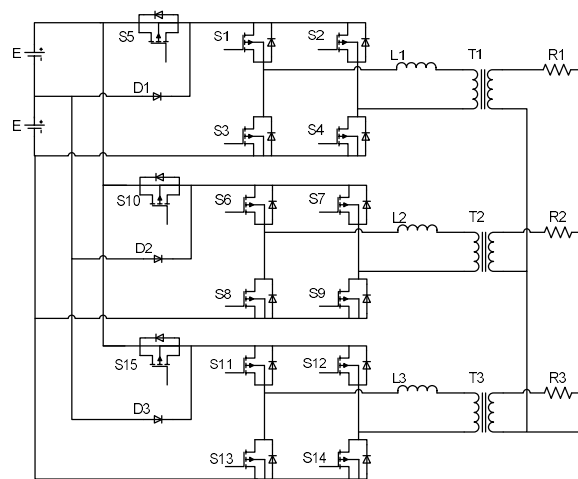 S1 S2
E S5 L1 T1 R1
D1
E S3 S4
S10 S6 S7 L2 T2 R2
D2
S8 S9
S15 S11 S12 L3 T3 R3
D3
S13 S14